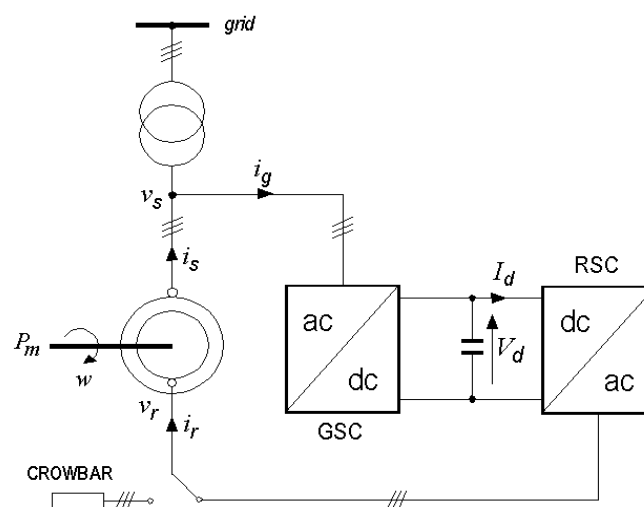 grid
i_g
v_s
i_s
RSC
I_d
ac
dc
V_d
dc
ac
P_m
w
v_r
i_r
GSC
CROWBAR